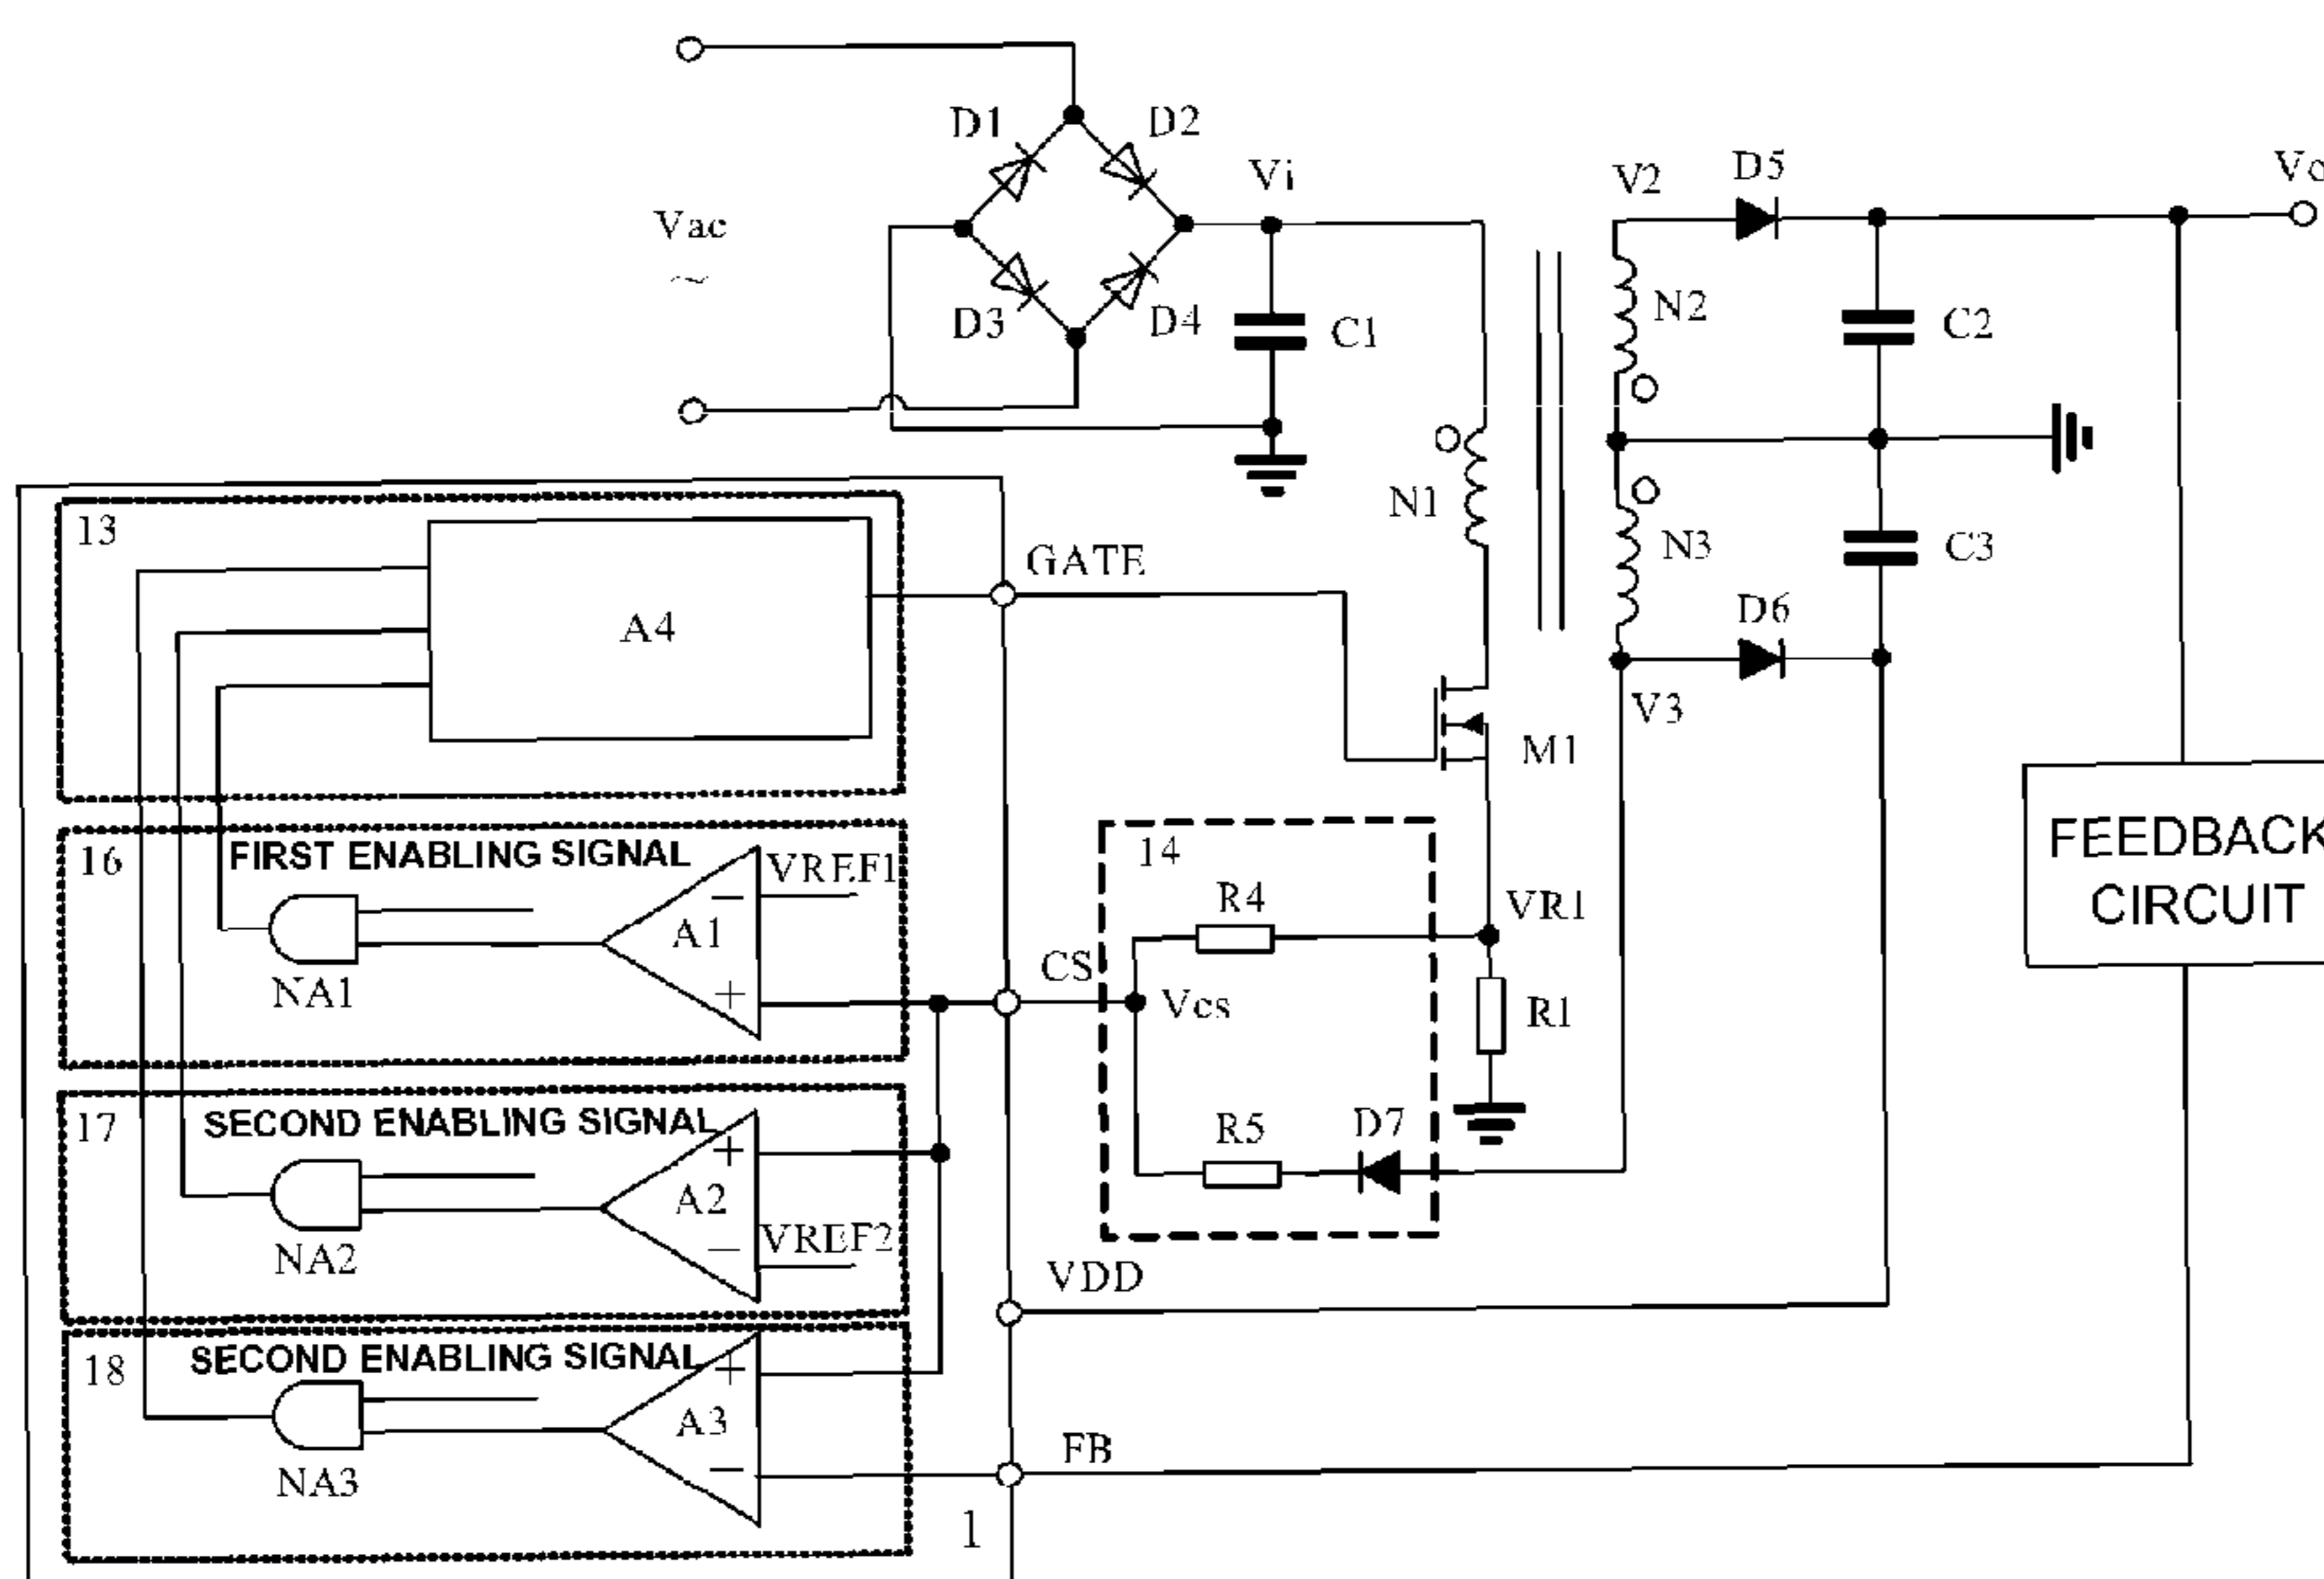 D1
D2
Vi
V2
D5
Vac
~
D3
D4
C1
N2
C2
N1
N3
C3
13
GATE
A4
D6
V3
M1
16
FIRST ENABLING SIGNAL
VREF1
A1
NA1
14
R4
VR1
FEEDBACK
CIRCUIT
CS
Vcs
R1
17
SECOND ENABLING SIGNAL
A2
VREF2
NA2
R5
D7
VDD
18
SECOND ENABLING SIGNAL
A3
NA3
FB
1